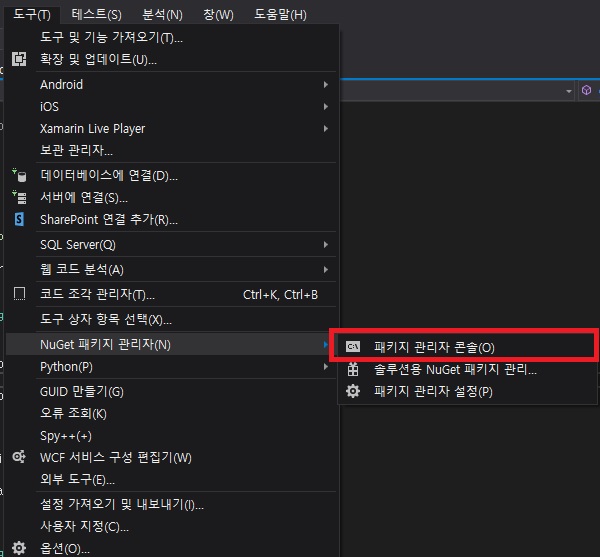 도구(T) 테스트(S) 분석(N) 창(W) 도움말(H)
도구 및 기능 가져오기(T)...
확장 및 업데이트(U)...
Android
iOS
Xamarin Live Player
보관 관리자...
데이터베이스에 연결(D)...
서버에 연결(S)...
SharePoint 연결 추가(R)...
SQL Server(Q)
웹 코드 분석(A)
코드 조각 관리자(T)... Ctrl+K, Ctrl+B
도구 상자 항목 선택(X)...
NuGet 패키지 관리자(N)
C:\ 패키지 관리자 콘솔(O)
Python(P)
솔루션용 NuGet 패키지 관리...
GUID 만들기(G)
패키지 관리자 설정(P)
오류 조회(K)
Spy++(+)
WCF 서비스 구성 편집기(W)
외부 도구(E)...
설정 가져오기 및 내보내기(I)...
사용자 지정(C)...
옵션(O)...